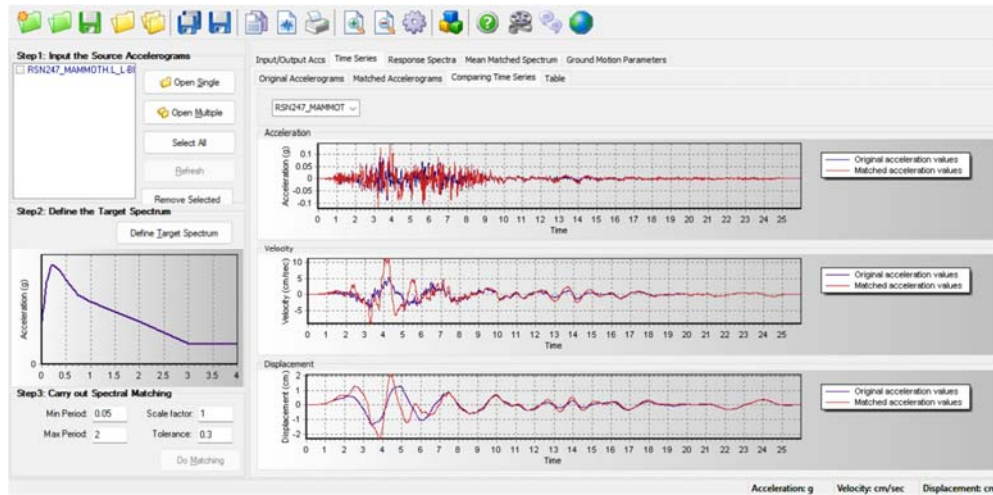 Step1: Input the Source Accelerograms
RSN247_MAMMOTH.L_L-BI
Open Single
Open Multiple
Select All
Refresh
Remove Selected
Step2: Define the Target Spectrum
Define Target Spectrum
Acceleration (g)
0
0 0.5 1 1.5 2 2.5 3 3.5 4
Step3: Carry out Spectral Matching
Min Period: 0.05 Scale factor: 1
Max Period: 2 Tolerance: 0.3
Do Matching
Input/Output Accs Time Series Response Spectra Mean Matched Spectrum Ground Motion Parameters
Original Accelerograms Matched Accelerograms Comparing Time Series Table
RSN247_MAMMOT
Acceleration
Acceleration (g)
0.1
0.05
0
-0.05
-0.1
0 1 2 3 4 5 6 7 8 9 10 11 12 13 14 15 16 17 18 19 20 21 22 23 24 25
Time
Original acceleration values
Matched acceleration values
Velocity
Velocity (cm/sec)
10
5
0
-5
0 1 2 3 4 5 6 7 8 9 10 11 12 13 14 15 16 17 18 19 20 21 22 23 24 25
Time
Original acceleration values
Matched acceleration values
Displacement
Displacement (cm)
2
1
0
-1
-2
0 1 2 3 4 5 6 7 8 9 10 11 12 13 14 15 16 17 18 19 20 21 22 23 24 25
Time
Original acceleration values
Matched acceleration values
Acceleration: g Velocity: cm/sec Displacement: cm